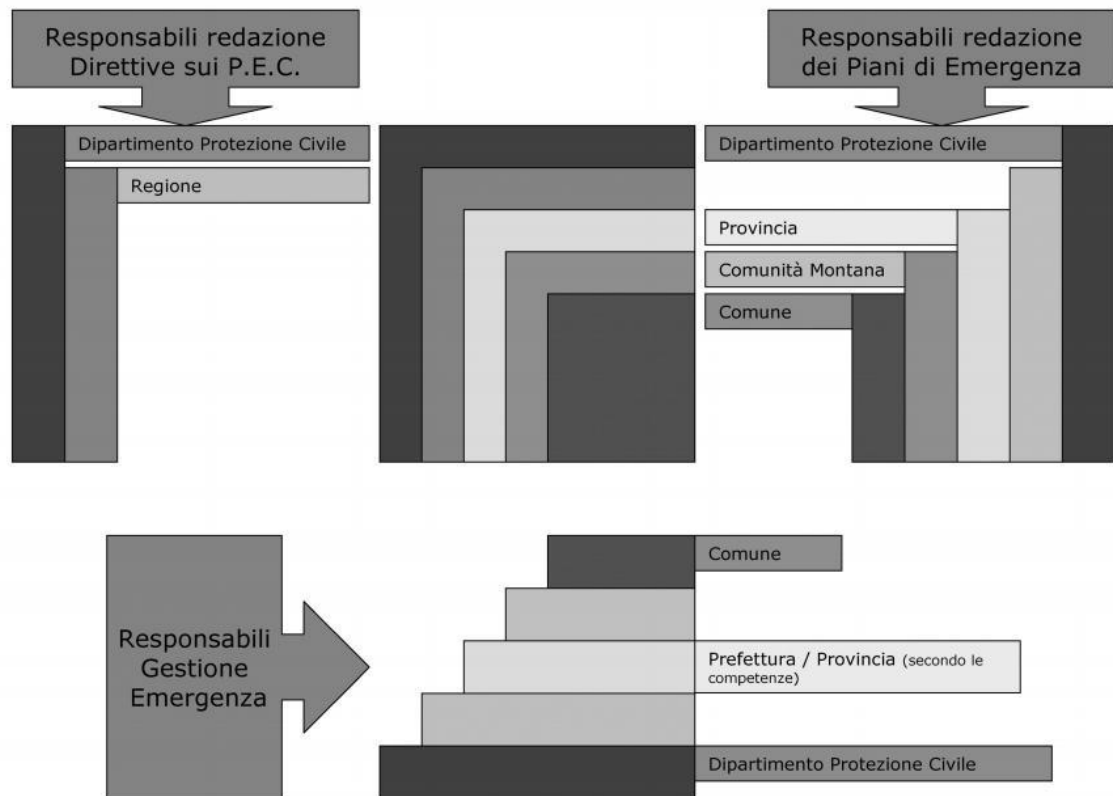 Responsabili redazione
Direttive sui P.E.C.
Responsabili redazione
dei Piani di Emergenza
Dipartimento Protezione Civile
Regione
Dipartimento Protezione Civile
Provincia
Comunità Montana
Comune
Responsabili
Gestione
Emergenza
Comune
Prefettura / Provincia (secondo le
competenze)
Dipartimento Protezione Civile